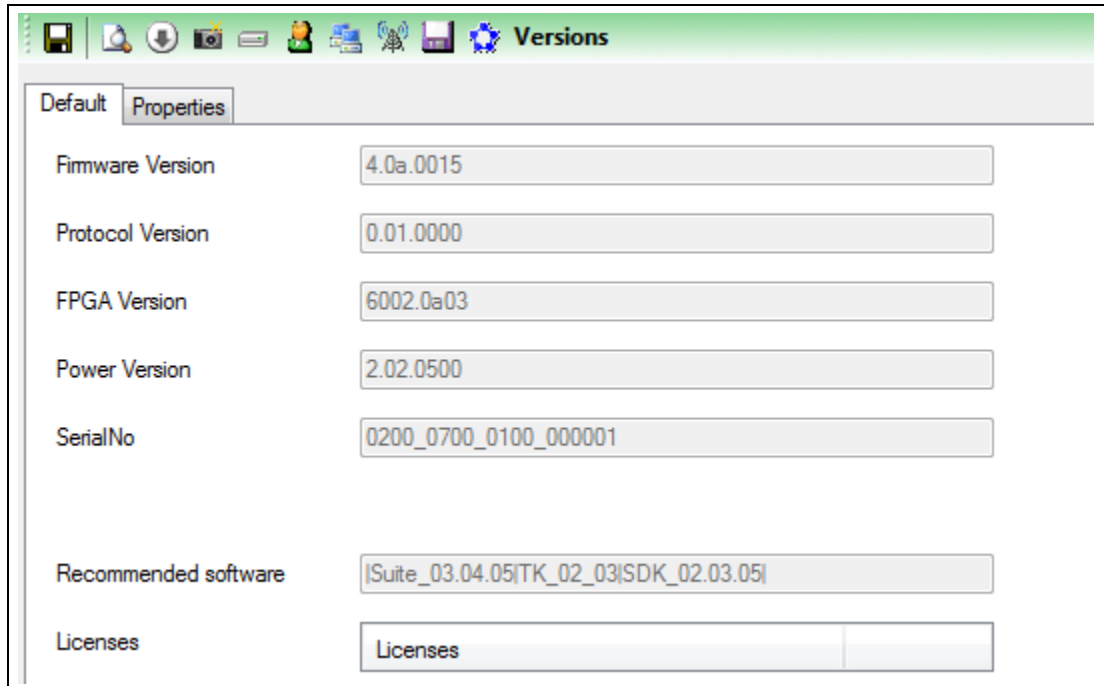 Versions
Default Properties
Firmware Version 4.0a.0015
Protocol Version 0.01.0000
FPGA Version 6002.0a03
Power Version 2.02.0500
SerialNo 0200_0700_0100_000001
Recommended software |Suite_03.04.05|TK_02_03|SDK_02.03.05|
Licenses Licenses